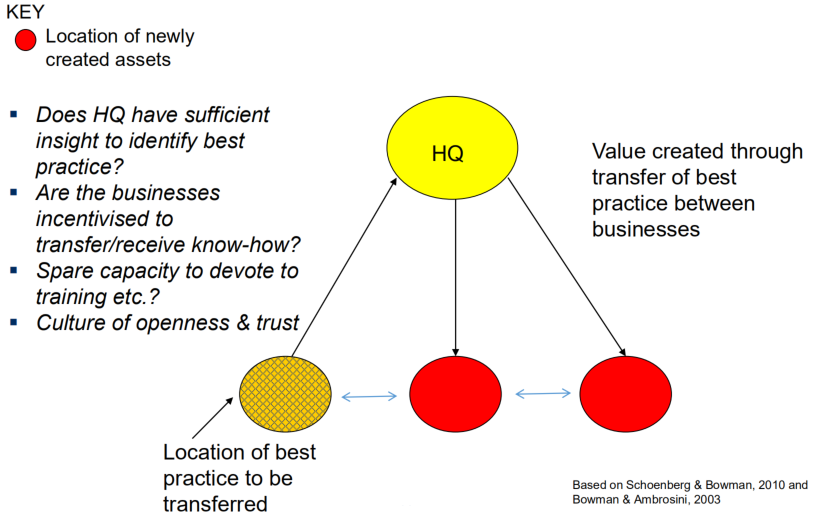 KEY
Location of newly
created assets
▪ Does HQ have sufficient
insight to identify best
practice?
▪ Are the businesses
incentivised to
transfer/receive know-how?
▪ Spare capacity to devote to
training etc.?
▪ Culture of openness & trust
HQ
Value created through
transfer of best
practice between
businesses
Location of best
practice to be
transferred
Based on Schoenberg & Bowman, 2010 and
Bowman & Ambrosini, 2003